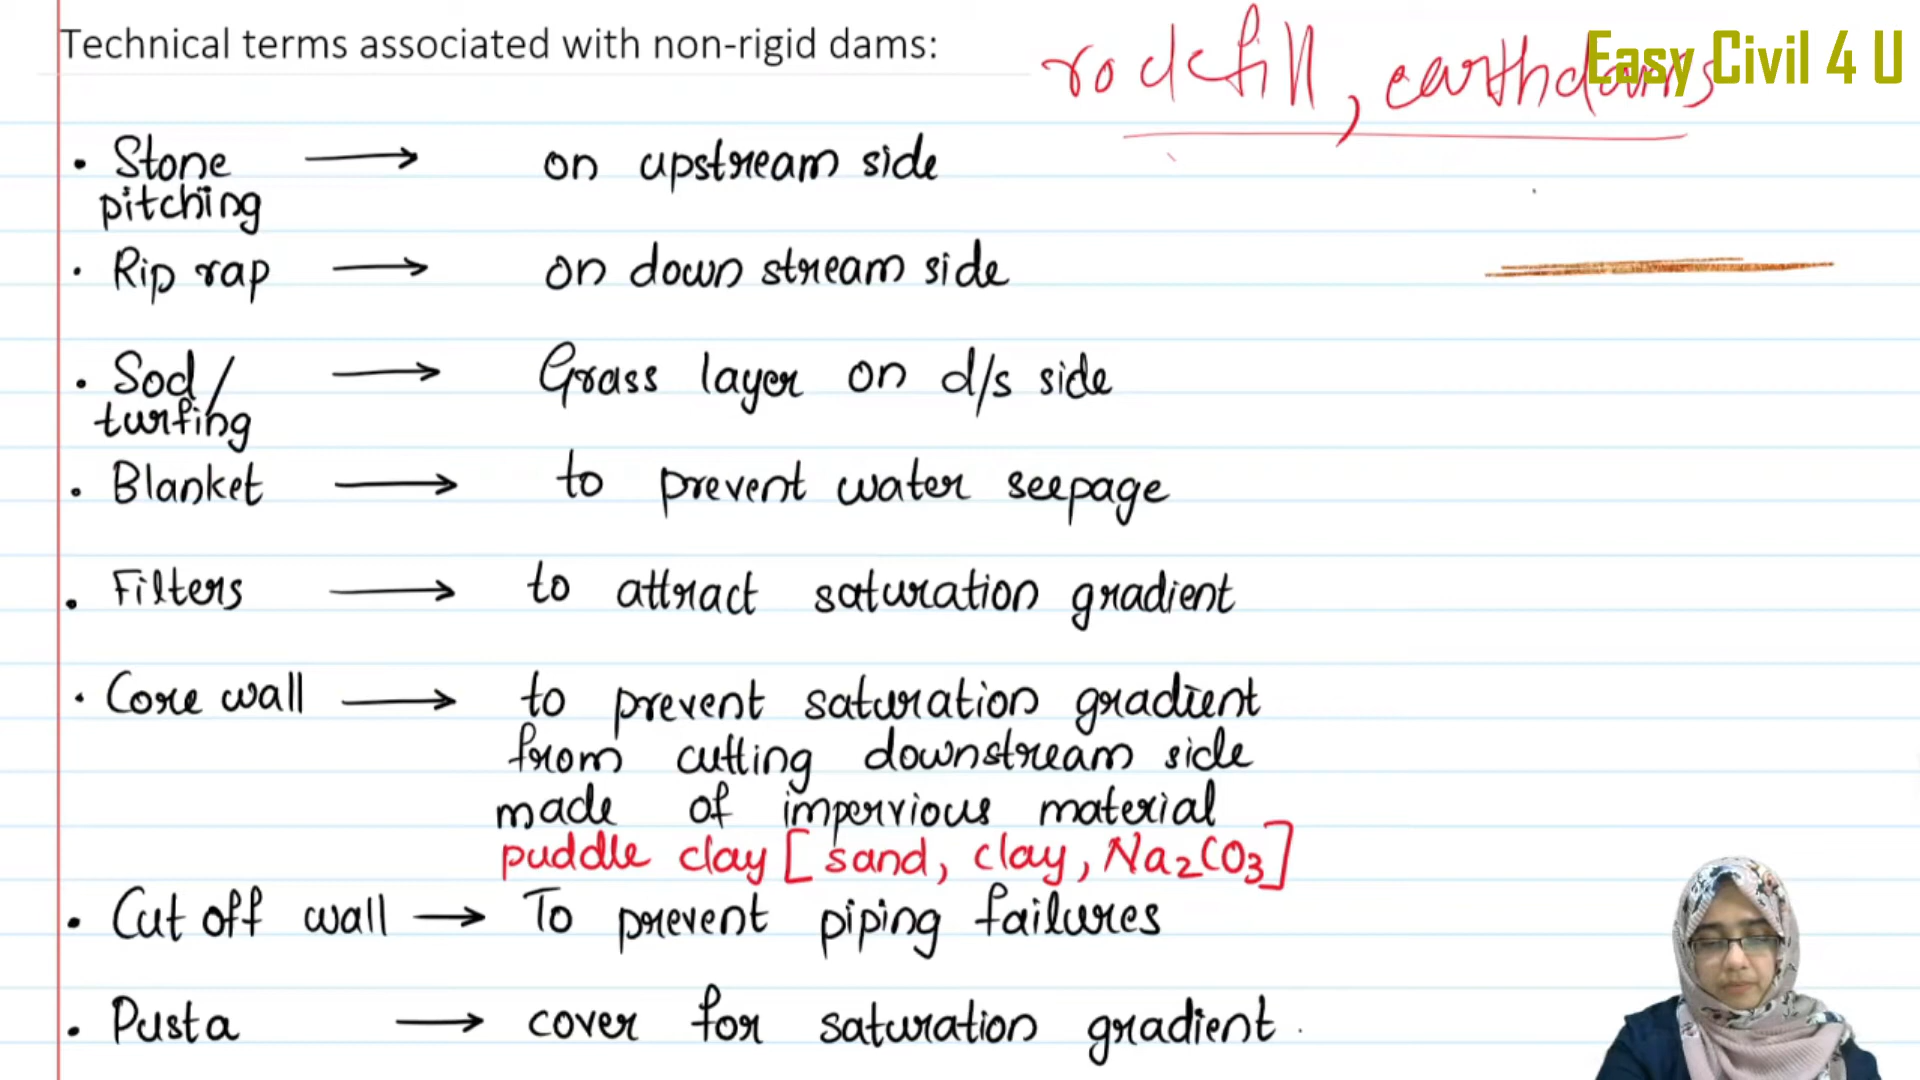 Technical terms associated with non-rigid dams:
rockfill, earthdams
Easy Civil 4 U
• Stone → on upstream side
pitching
• Rip rap → on down stream side
• Sod/ → Grass layer on d/s side
turfing
• Blanket → to prevent water seepage
• Filters → to attract saturation gradient
• Core wall → to prevent saturation gradient
from cutting downstream side
made of impervious material
puddle clay [sand, clay, Na₂CO₃]
• Cut off wall → To prevent piping failures
• Pusta → cover for saturation gradient.